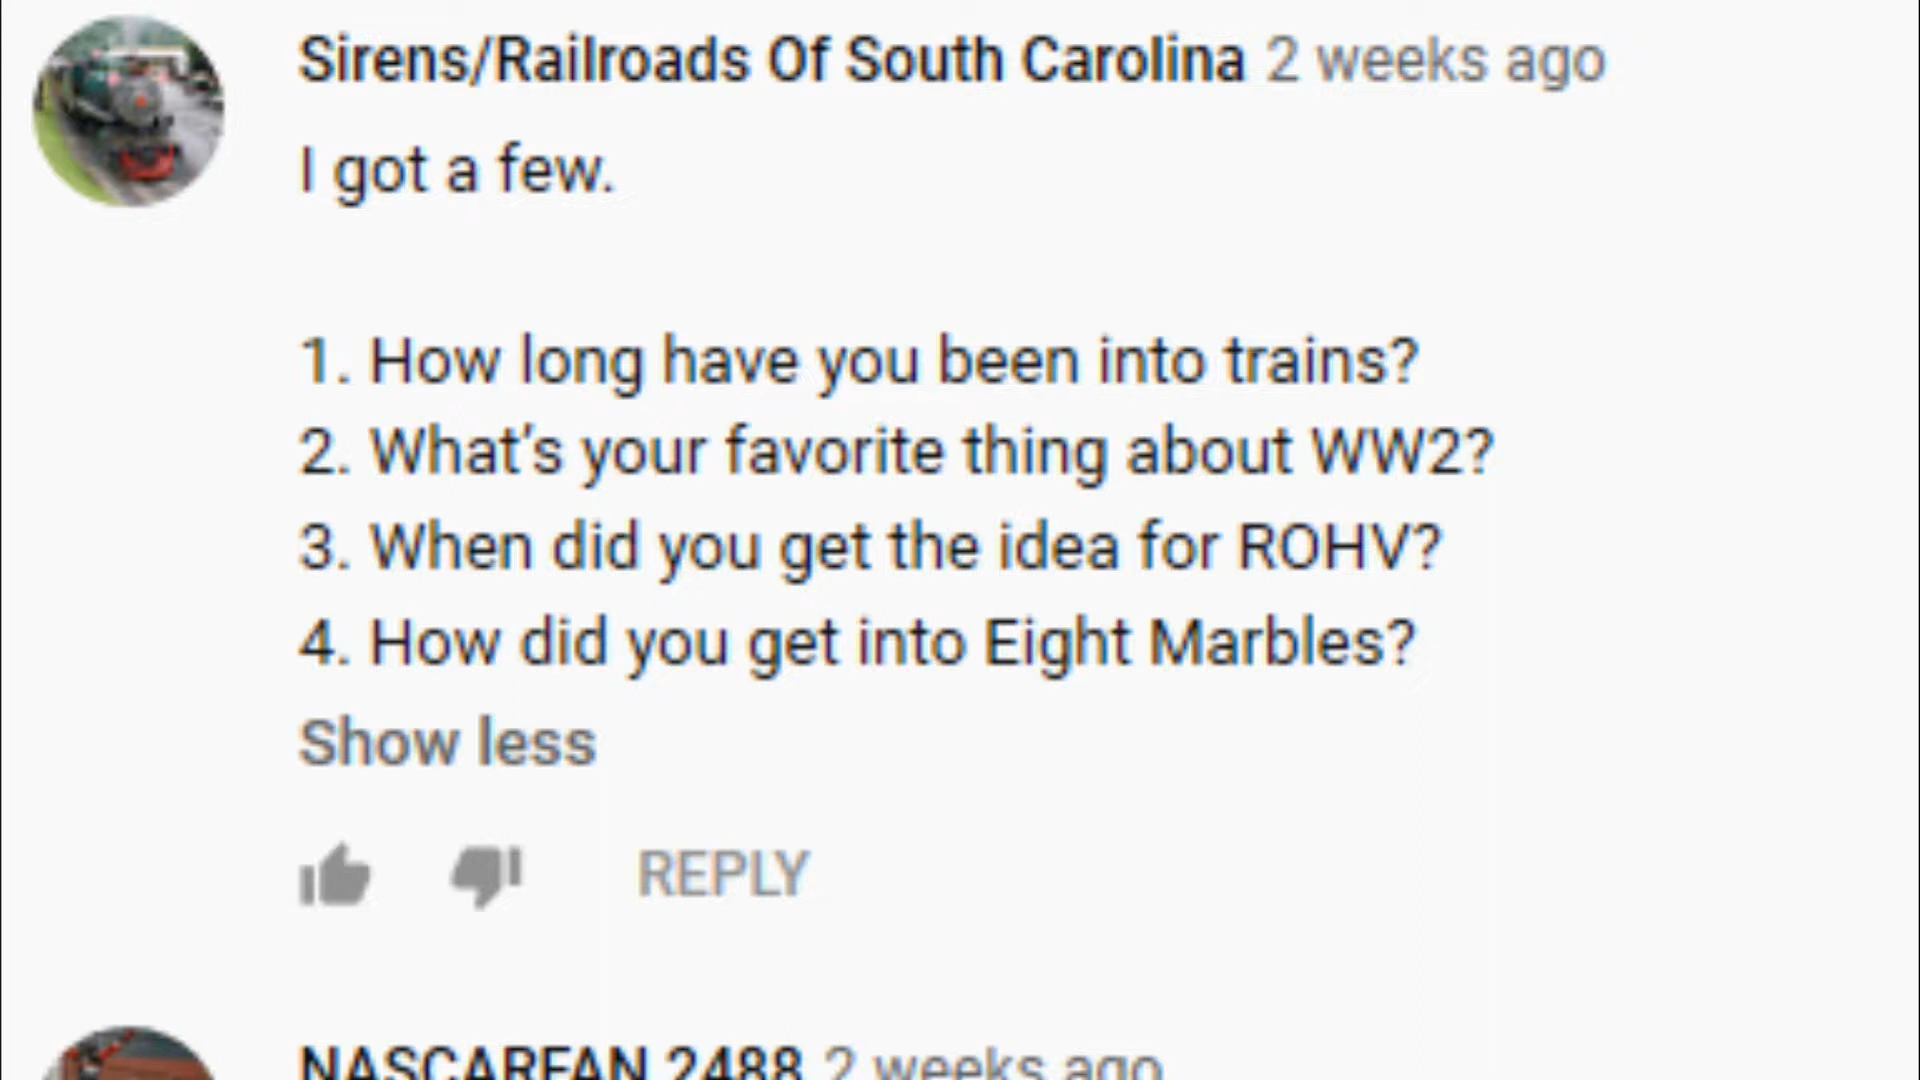 Sirens/Railroads Of South Carolina 2 weeks ago
I got a few.
1. How long have you been into trains?
2. What's your favorite thing about WW2?
3. When did you get the idea for ROHV?
4. How did you get into Eight Marbles?
Show less
REPLY
NASCARFAN 2488 2 weeks ago